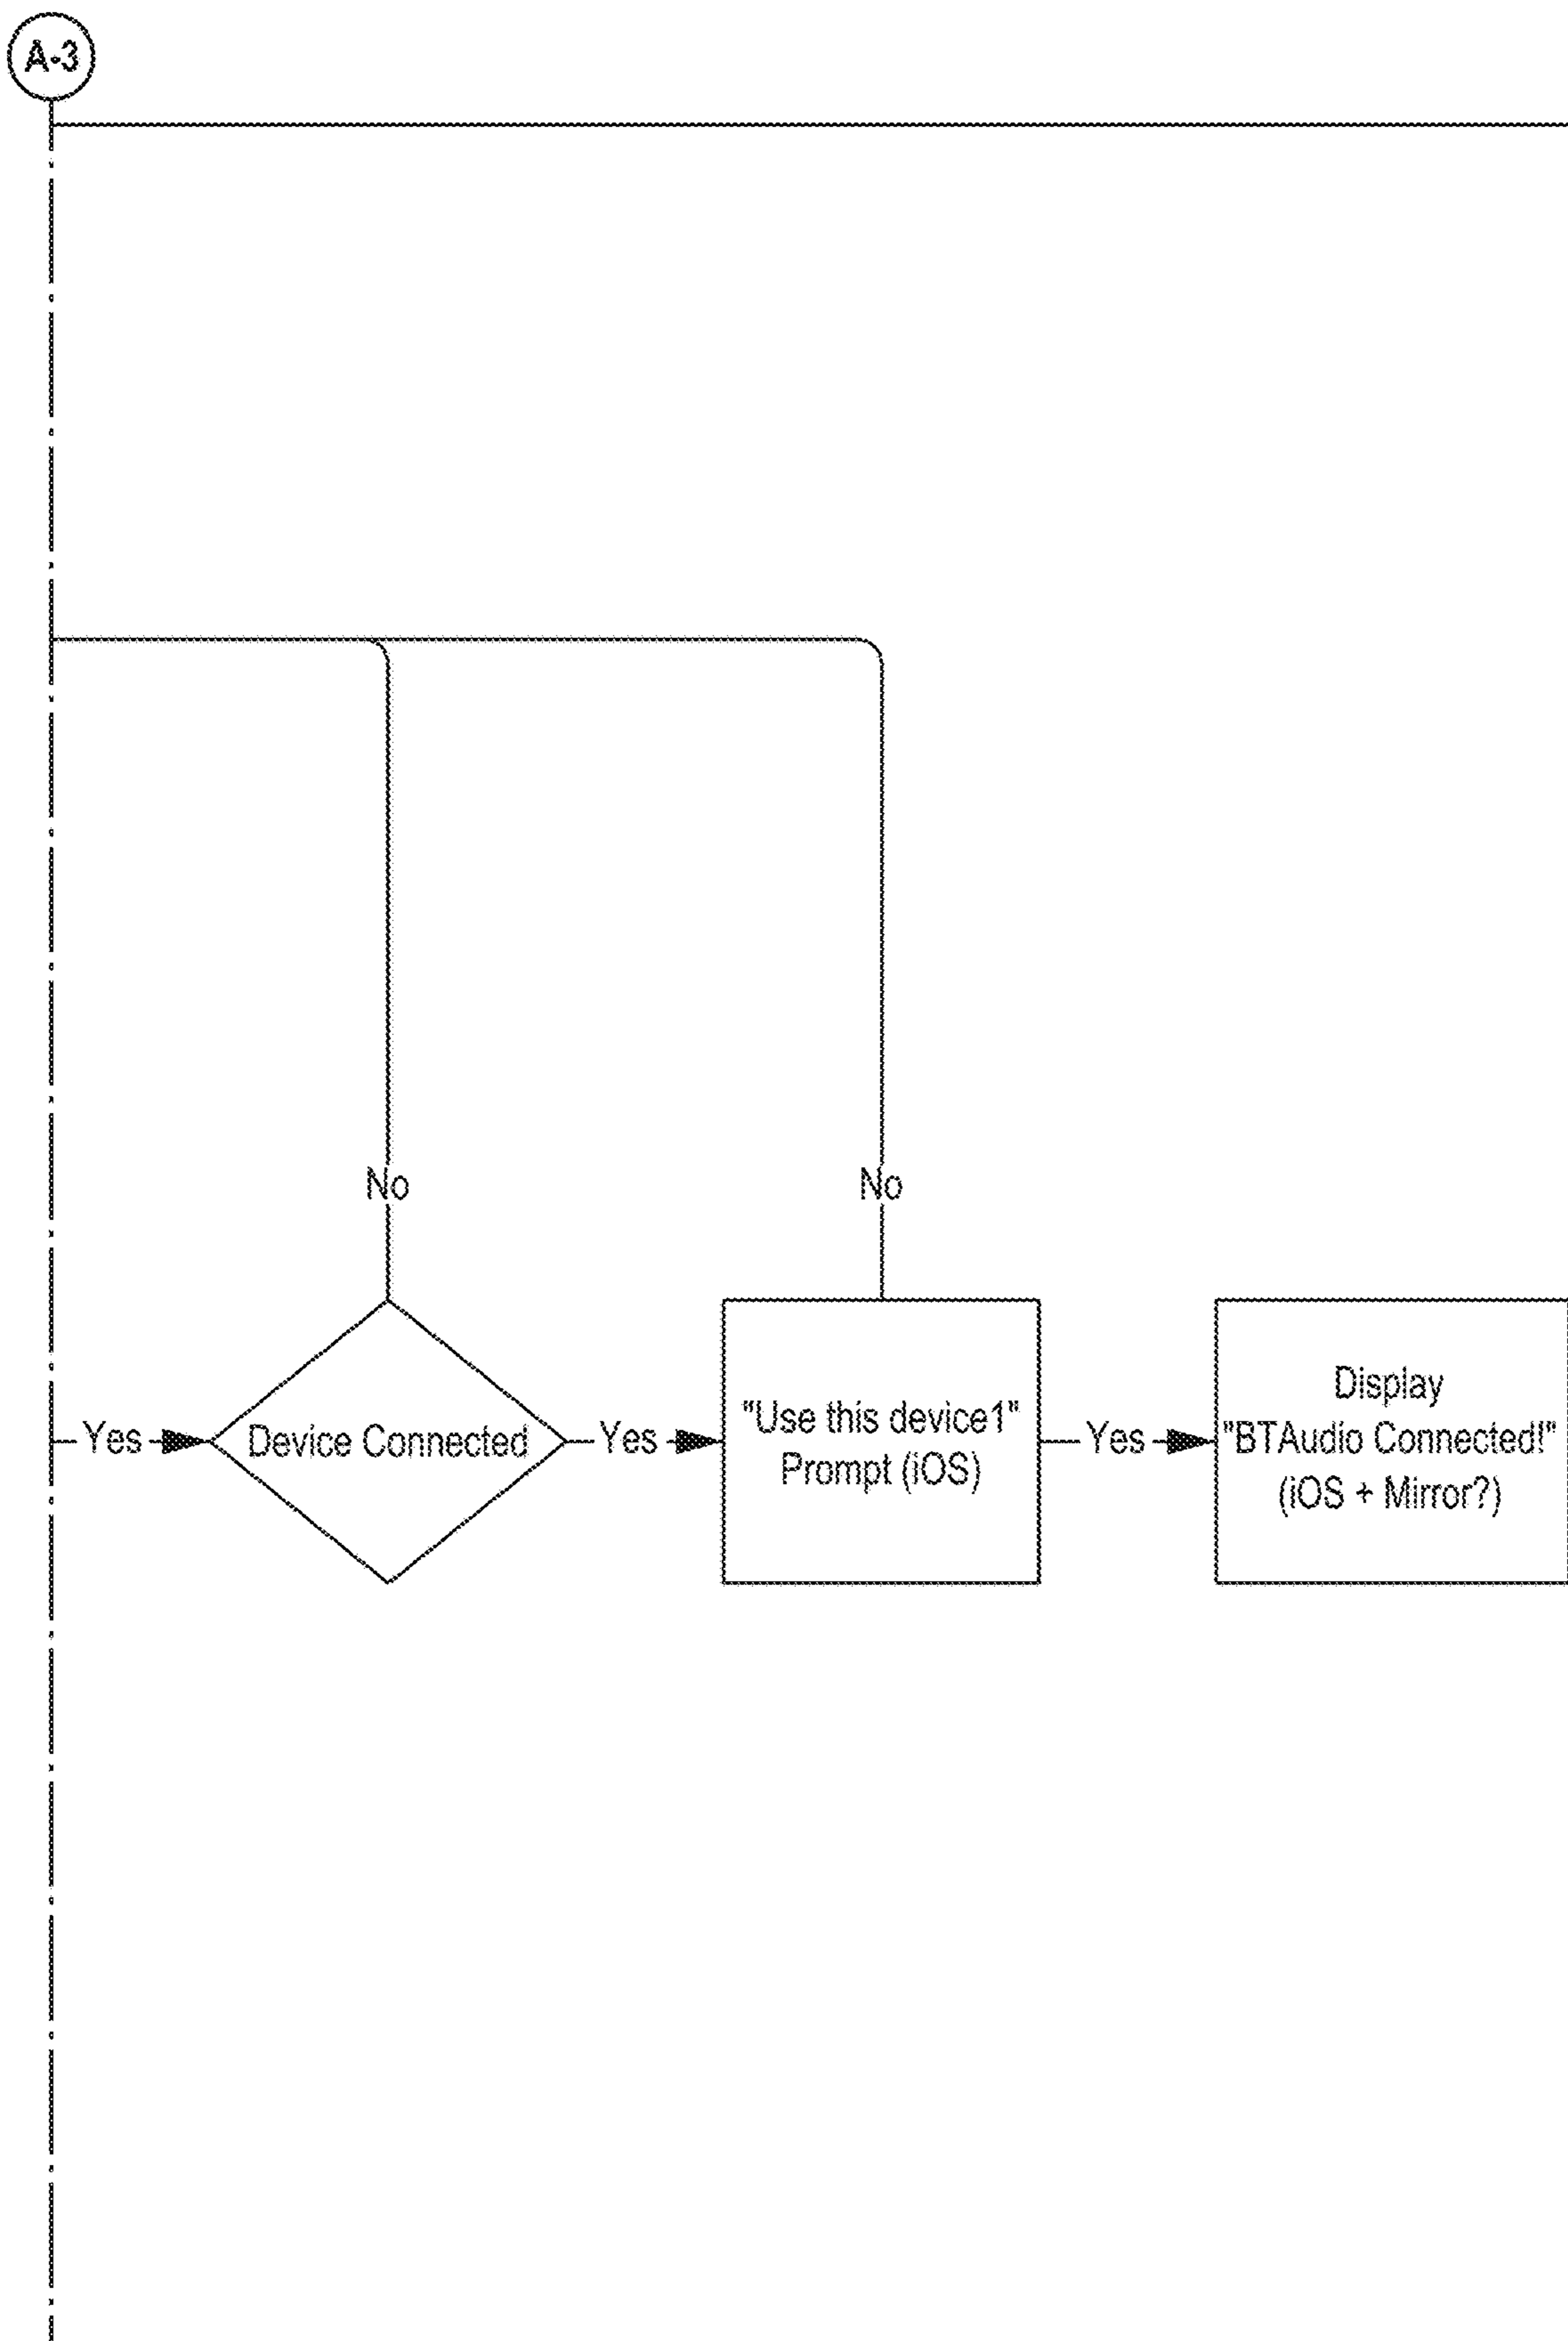 A-3
No
No
Yes
Device Connected
Yes
"Use this device1"
Prompt (iOS)
Yes
Display
"BTAudio Connected!"
(iOS + Mirror?)